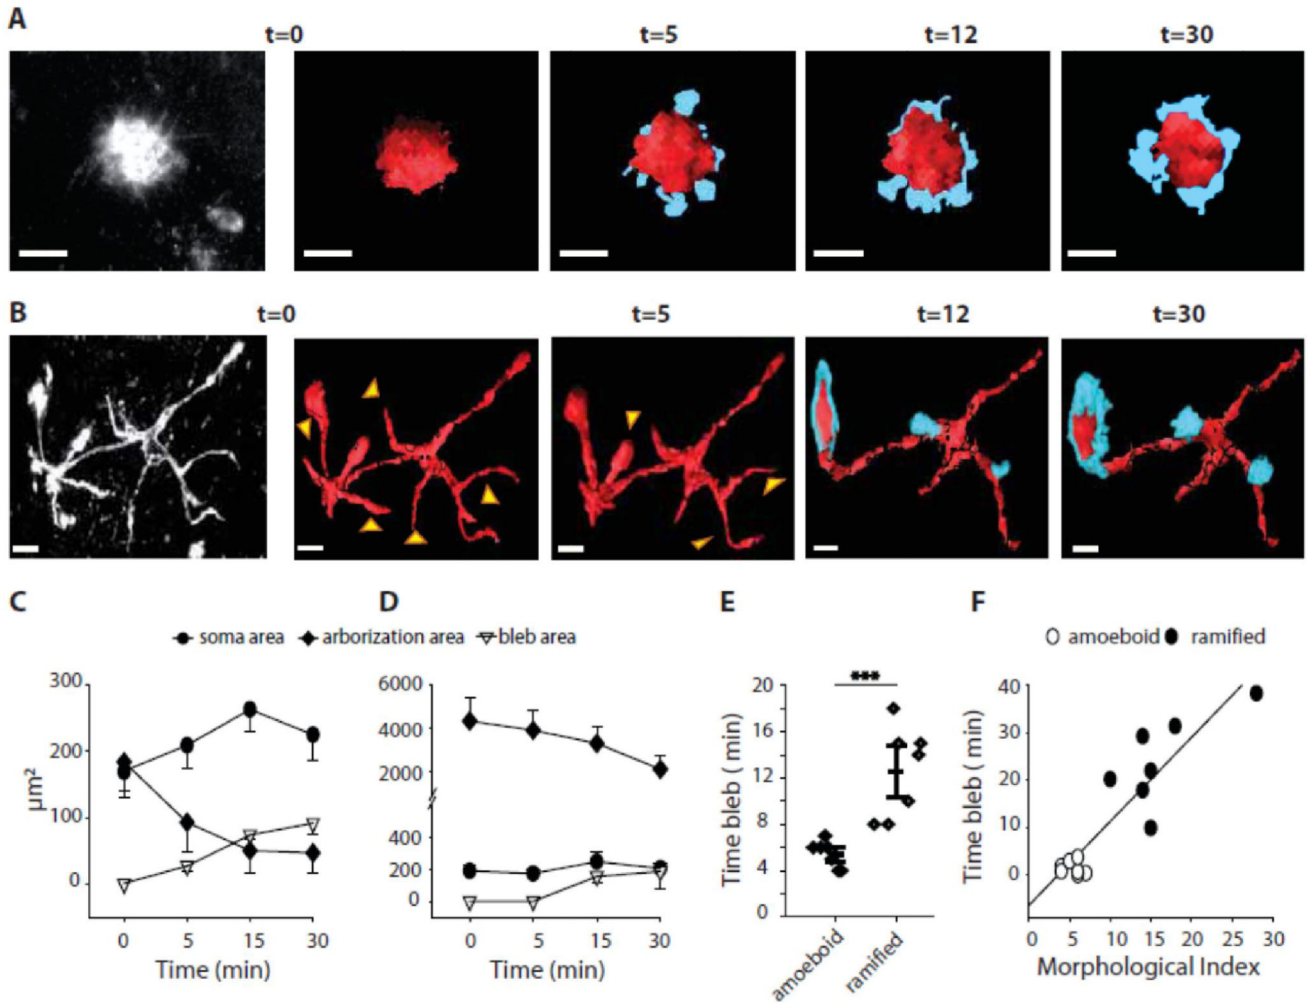 A
t=0 t=5 t=12 t=30
B
t=0 t=5 t=12 t=30
C D E F
soma area arborization area bleb area
amoeboid ramified
300
200
100
0
μm²
0 5 15 30
Time (min)
6000
4000
2000
400
200
0
0 5 15 30
Time (min)
***
20
16
12
8
4
0
Time bleb ( min)
amoeboid
ramified
40
30
20
10
0
Time bleb ( min)
0 5 10 15 20 25 30
Morphological Index